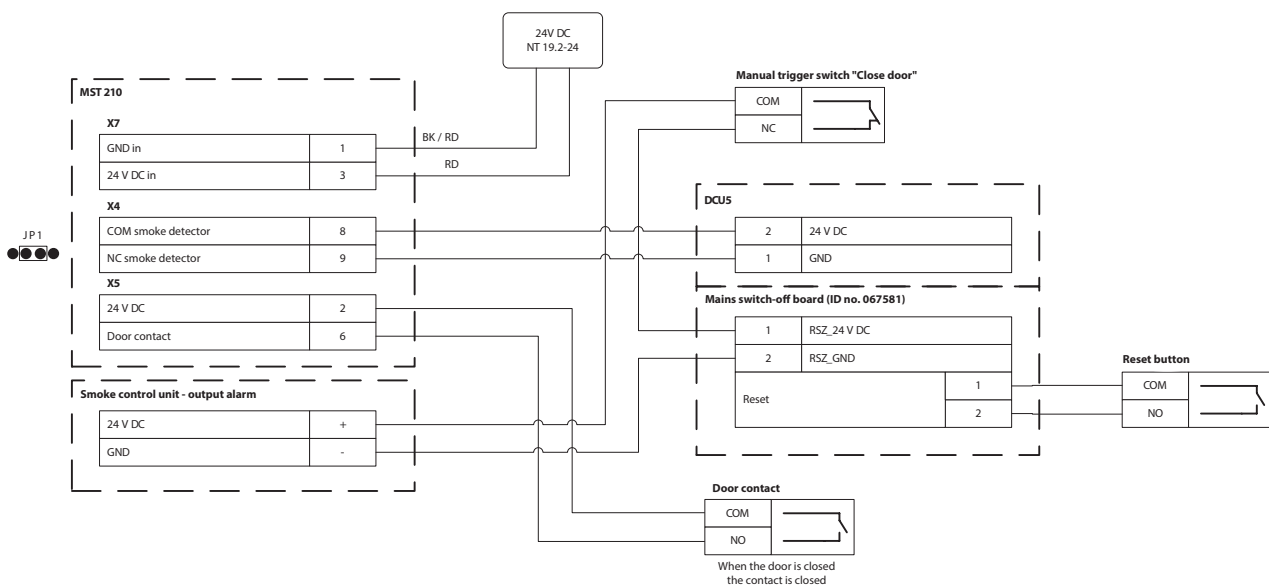 24V DC
NT 19.2-24
MST 210
X7
GND in 1
24 V DC in 3
BK / RD
RD
X4
COM smoke detector 8
NC smoke detector 9
JP1
X5
24 V DC 2
Door contact 6
Smoke control unit - output alarm
24 V DC +
GND -
Manual trigger switch "Close door"
COM
NC
DCU5
2 24 V DC
1 GND
Mains switch-off board (ID no. 067581)
1 RSZ_24 V DC
2 RSZ_GND
Reset 1
2
Reset button
COM
NO
Door contact
COM
NO
When the door is closed
the contact is closed